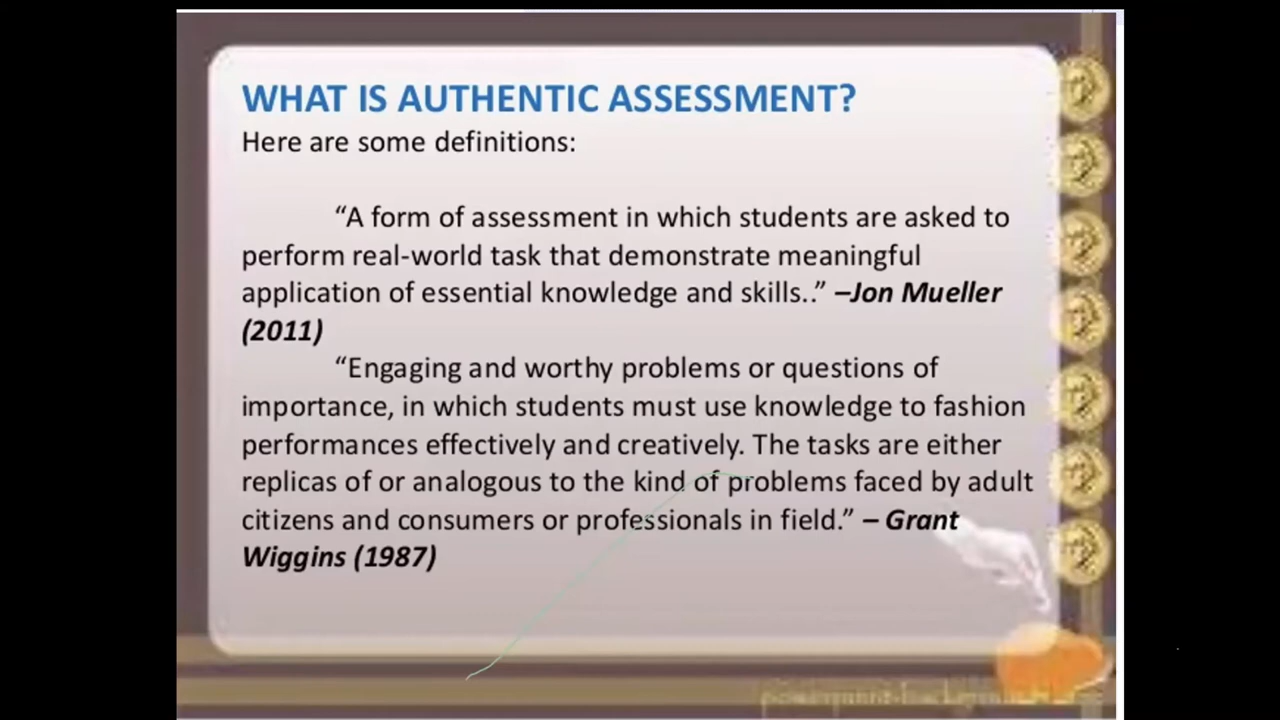 WHAT IS AUTHENTIC ASSESSMENT?
Here are some definitions:
“A form of assessment in which students are asked to
perform real-world task that demonstrate meaningful
application of essential knowledge and skills..” –Jon Mueller
(2011)
“Engaging and worthy problems or questions of
importance, in which students must use knowledge to fashion
performances effectively and creatively. The tasks are either
replicas of or analogous to the kind of problems faced by adult
citizens and consumers or professionals in field.” – Grant
Wiggins (1987)